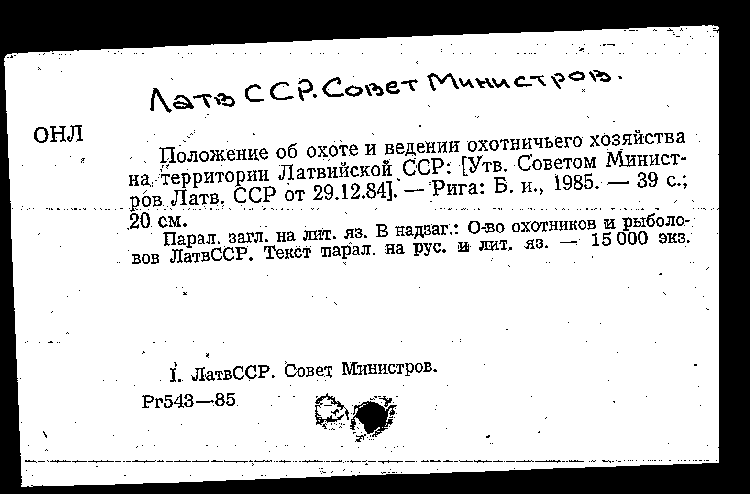 Латв ССР. Совет Министров.
ОНЛ
Положение об охоте и ведении охотничьего хозяйства
на территории Латвийской ССР: [Утв. Советом Минист-
ров Латв. ССР от 29.12.84]. — Рига: Б. и., 1985. — 39 с.;
20 см.
Парал. загл. на лит. яз. В надзаг.: О-во охотников и рыболо-
вов ЛатвССР. Текст парал. на рус. и лит. яз. — 15 000 экз.
I. ЛатвССР. Совет Министров.
Рг543—85